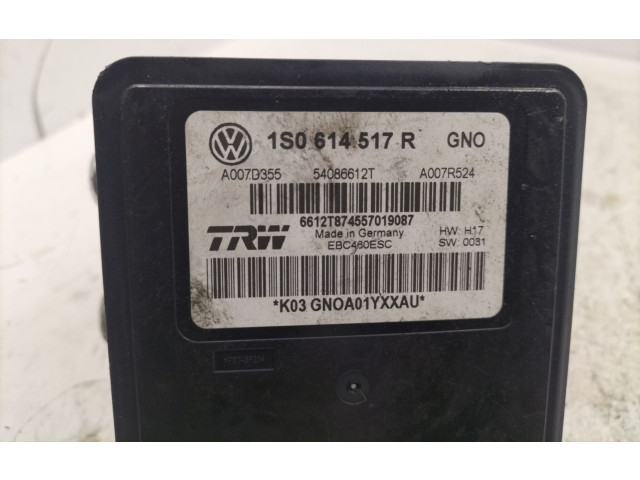 VW 1S0 614 517 R GNO
A007D355 54086612T A007R524
6612T874557019087
TRW Made in Germany HW: H17
EBC460ESC SW: 0031
*K03 GNOA01YXXAU*